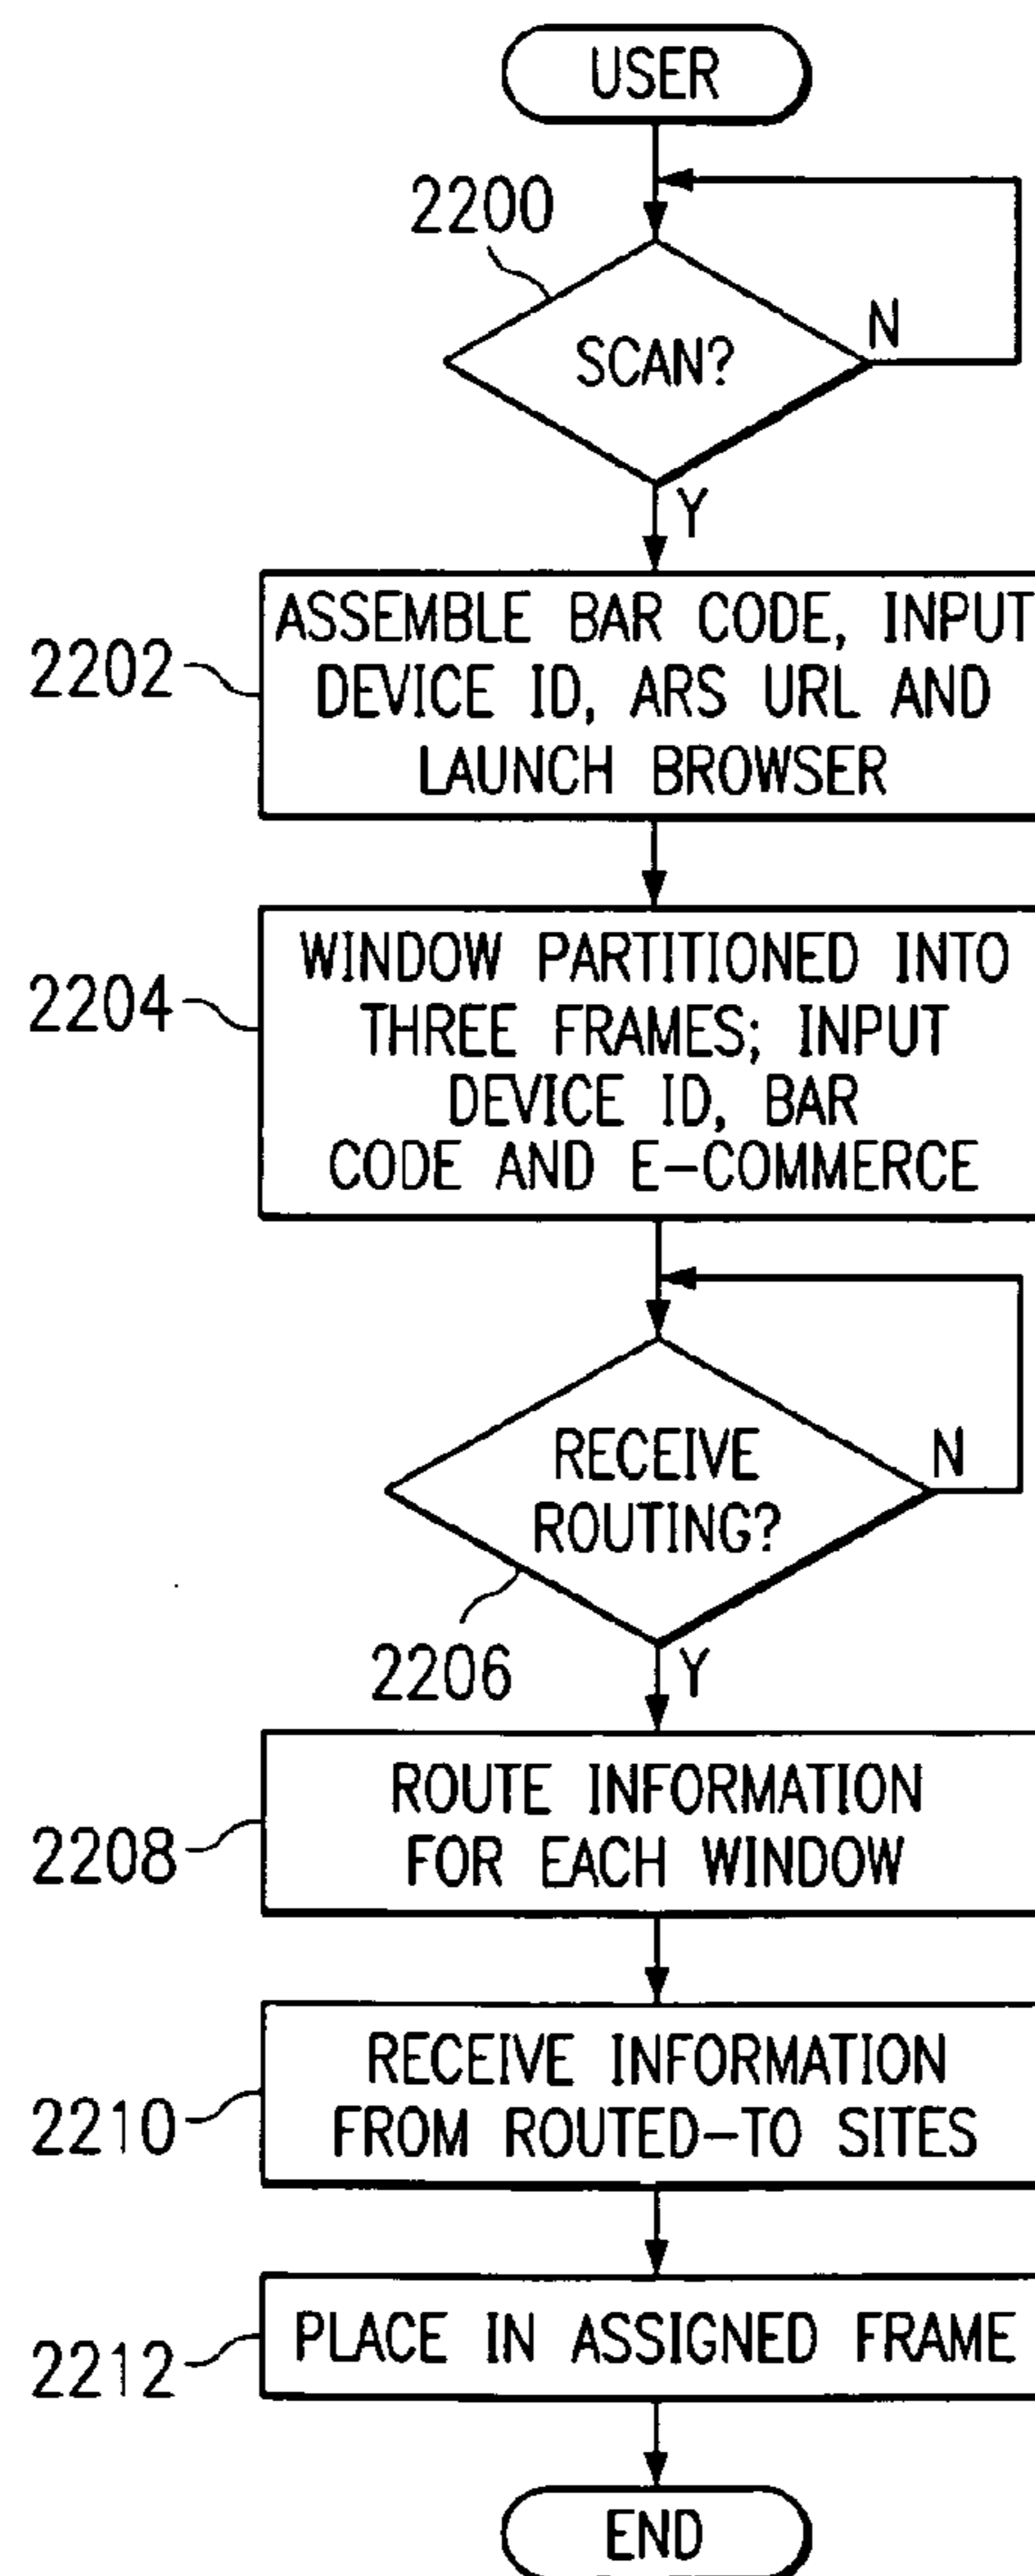 USER
2200
SCAN?
N
Y
2202
ASSEMBLE BAR CODE, INPUT
DEVICE ID, ARS URL AND
LAUNCH BROWSER
2204
WINDOW PARTITIONED INTO
THREE FRAMES; INPUT
DEVICE ID, BAR
CODE AND E-COMMERCE
RECEIVE
ROUTING?
N
2206
Y
2208
ROUTE INFORMATION
FOR EACH WINDOW
2210
RECEIVE INFORMATION
FROM ROUTED-TO SITES
2212
PLACE IN ASSIGNED FRAME
END